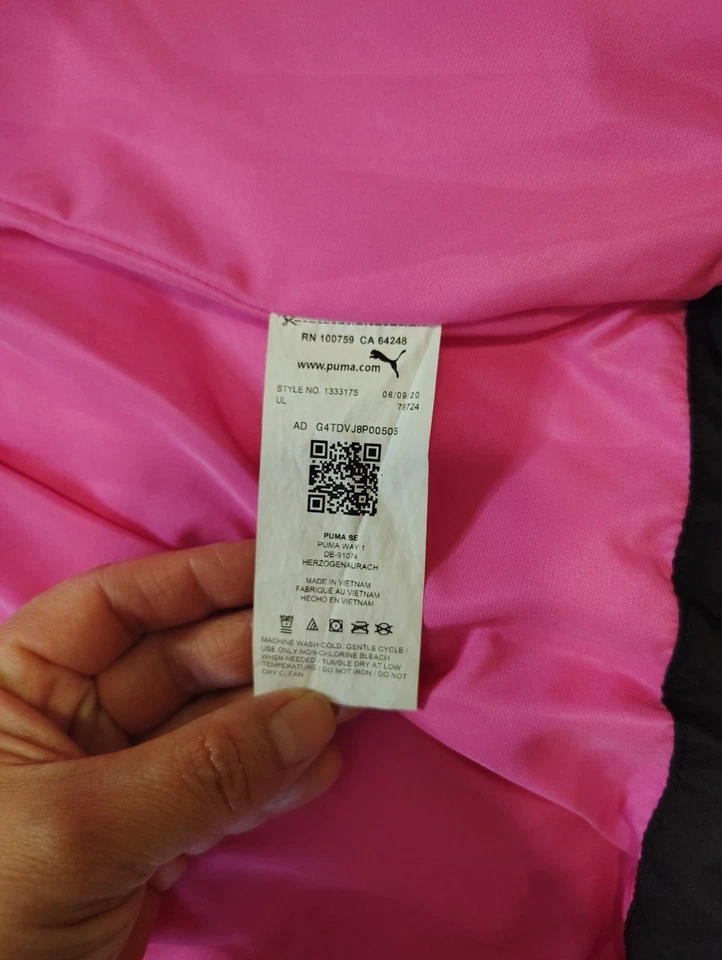 RN 100759 CA 64248
www.puma.com
STYLE NO. 1333175 08/09/20
UL 78724
AD G4TDVJ8P00505
PUMA SE
PUMA WAY 1
DE-91074
HERZOGENAURACH
MADE IN VIETNAM
FABRIQUÉ AU VIETNAM
HECHO EN VIETNAM
MACHINE WASH COLD, GENTLE CYCLE /
USE ONLY NON-CHLORINE BLEACH
WHEN NEEDED / TUMBLE DRY AT LOW
TEMPERATURE / DO NOT IRON / DO NOT
DRY CLEAN